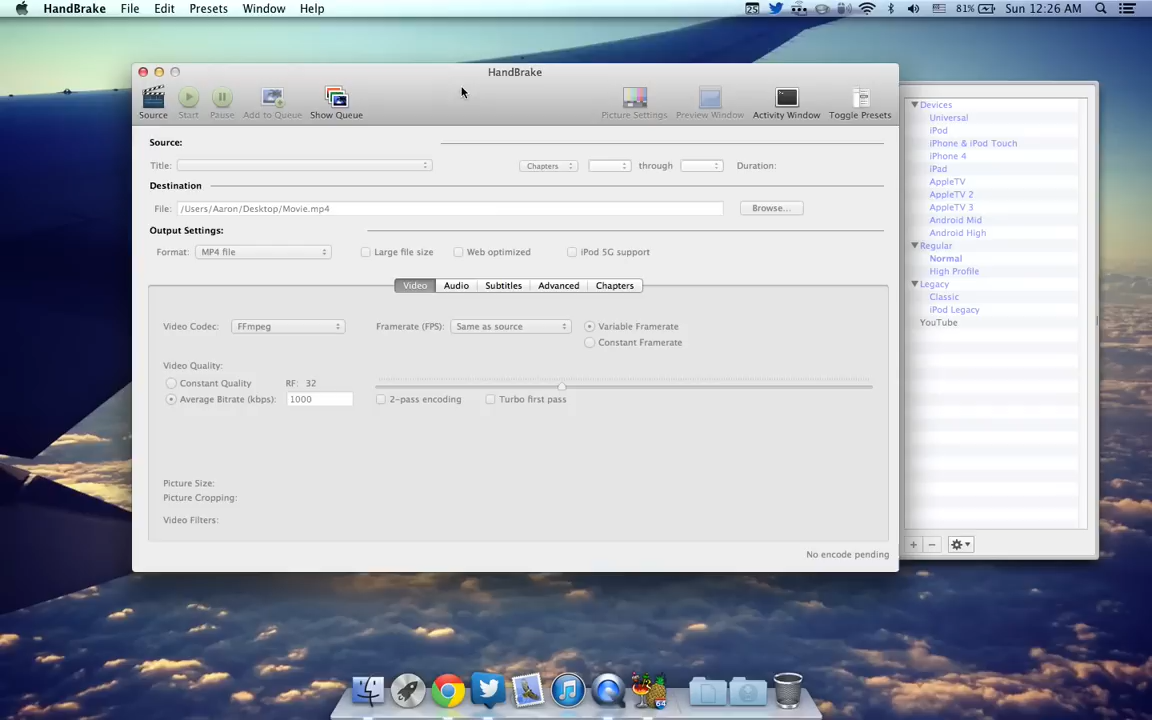 HandBrake File Edit Presets Window Help 25 81% Sun 12:26 AM
HandBrake
Source Start Pause Add to Queue Show Queue Picture Settings Preview Window Activity Window Toggle Presets
Source:
Title: Chapters through Duration:
Destination
File: /Users/Aaron/Desktop/Movie.mp4 Browse...
Output Settings:
Format: MP4 file Large file size Web optimized iPod 5G support
Video Audio Subtitles Advanced Chapters
Video Codec: FFmpeg Framerate (FPS): Same as source Variable Framerate
Constant Framerate
Video Quality:
Constant Quality RF: 32
Average Bitrate (kbps): 1000 2-pass encoding Turbo first pass
Picture Size:
Picture Cropping:
Video Filters:
No encode pending
Devices
Universal
iPod
iPhone & iPod Touch
iPhone 4
iPad
AppleTV
AppleTV 2
AppleTV 3
Android Mid
Android High
Regular
Normal
High Profile
Legacy
Classic
iPod Legacy
YouTube
64